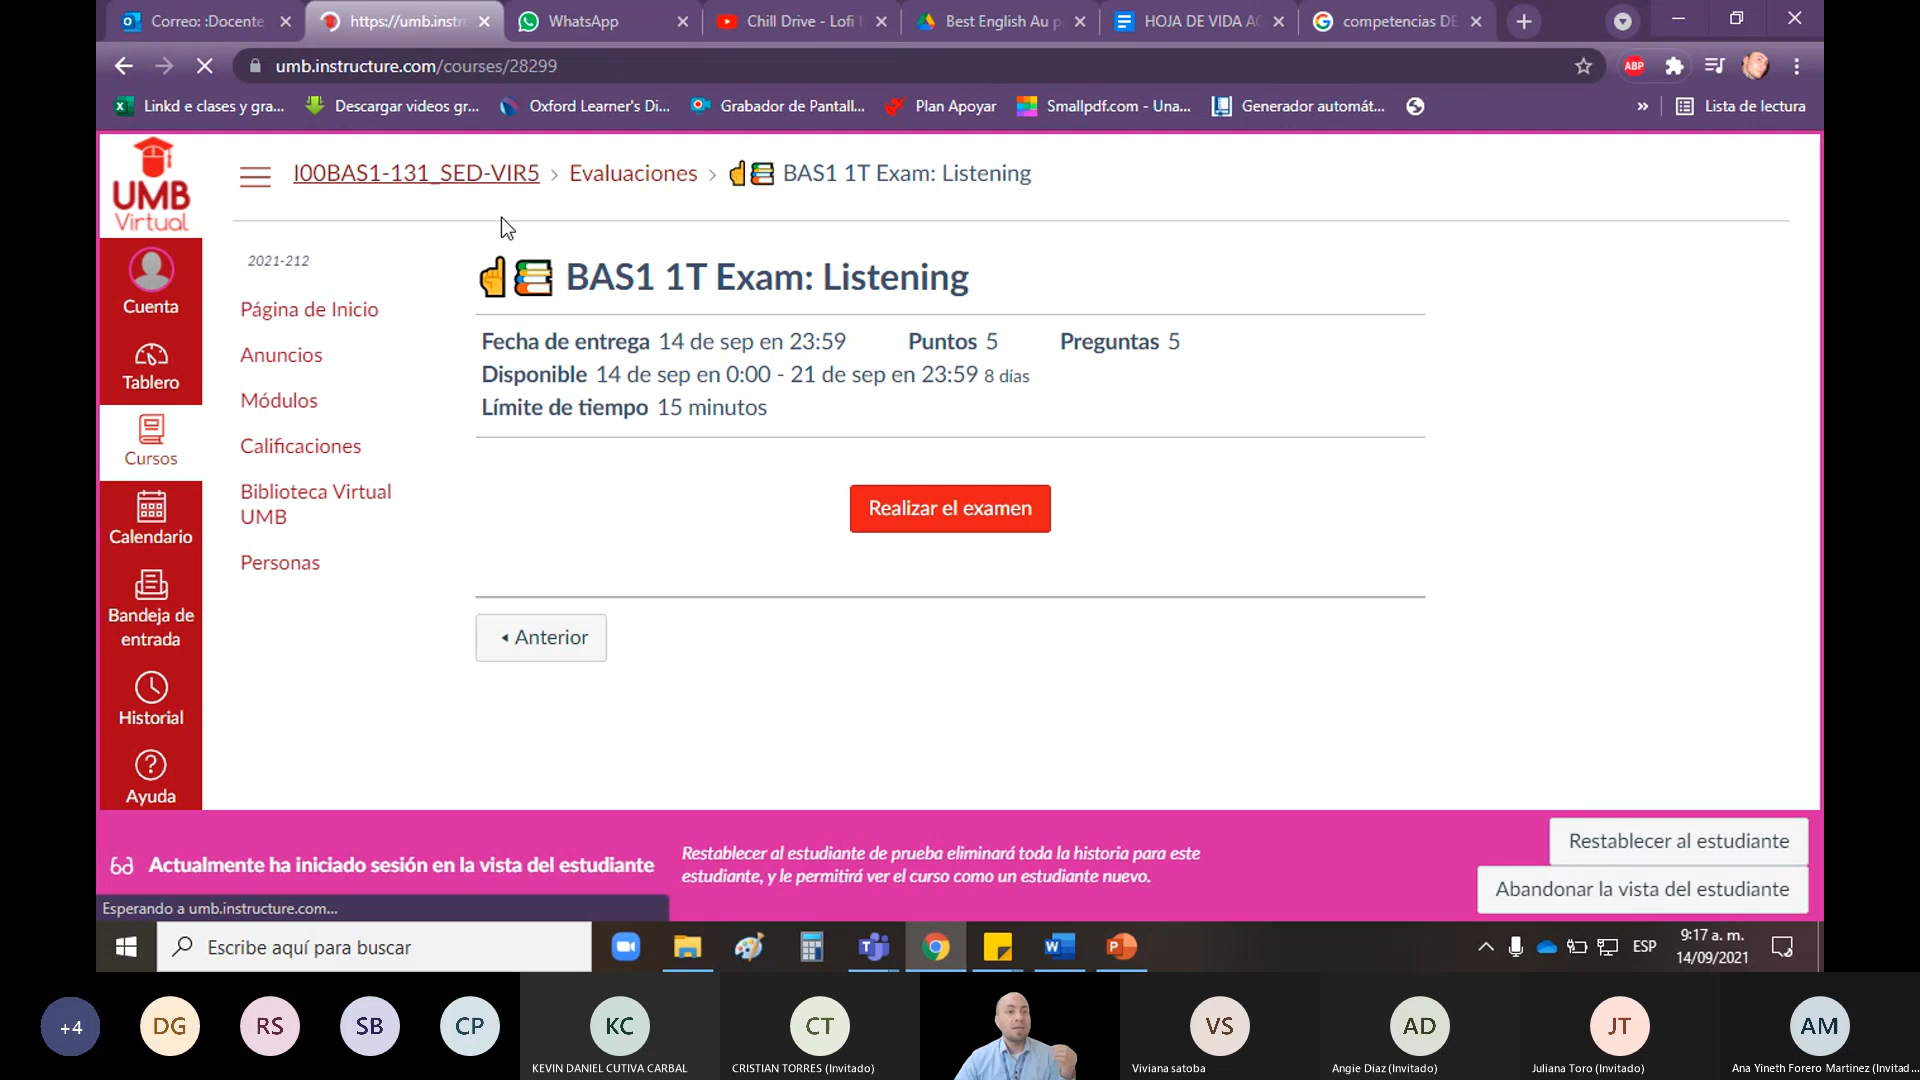 Correo: :Docente
https://umb.instr
WhatsApp
Chill Drive - Lofi
Best English Au p
HOJA DE VIDA AC
competencias DE
umb.instructure.com/courses/28299
ABP
Linkd e clases y gra...
Descargar videos gr...
Oxford Learner's Di...
Grabador de Pantall...
Plan Apoyar
Smallpdf.com - Una...
Generador automát...
»
Lista de lectura
UMB
Virtual
I00BAS1-131_SED-VIR5 › Evaluaciones › BAS1 1T Exam: Listening
Cuenta
Tablero
Cursos
Calendario
Bandeja de
entrada
Historial
Ayuda
2021-212
Página de Inicio
Anuncios
Módulos
Calificaciones
Biblioteca Virtual
UMB
Personas
BAS1 1T Exam: Listening
Fecha de entrega 14 de sep en 23:59 Puntos 5 Preguntas 5
Disponible 14 de sep en 0:00 - 21 de sep en 23:59 8 días
Límite de tiempo 15 minutos
Realizar el examen
Anterior
Actualmente ha iniciado sesión en la vista del estudiante
Restablecer al estudiante de prueba eliminará toda la historia para este
estudiante, y le permitirá ver el curso como un estudiante nuevo.
Restablecer al estudiante
Abandonar la vista del estudiante
Esperando a umb.instructure.com...
Escribe aquí para buscar
ESP
9:17 a. m.
14/09/2021
+4
DG
RS
SB
CP
KC
KEVIN DANIEL CUTIVA CARBAL
CT
CRISTIAN TORRES (Invitado)
VS
Viviana satoba
AD
Angie Diaz (Invitado)
JT
Juliana Toro (Invitado)
AM
Ana Yineth Forero Martinez (Invitad...